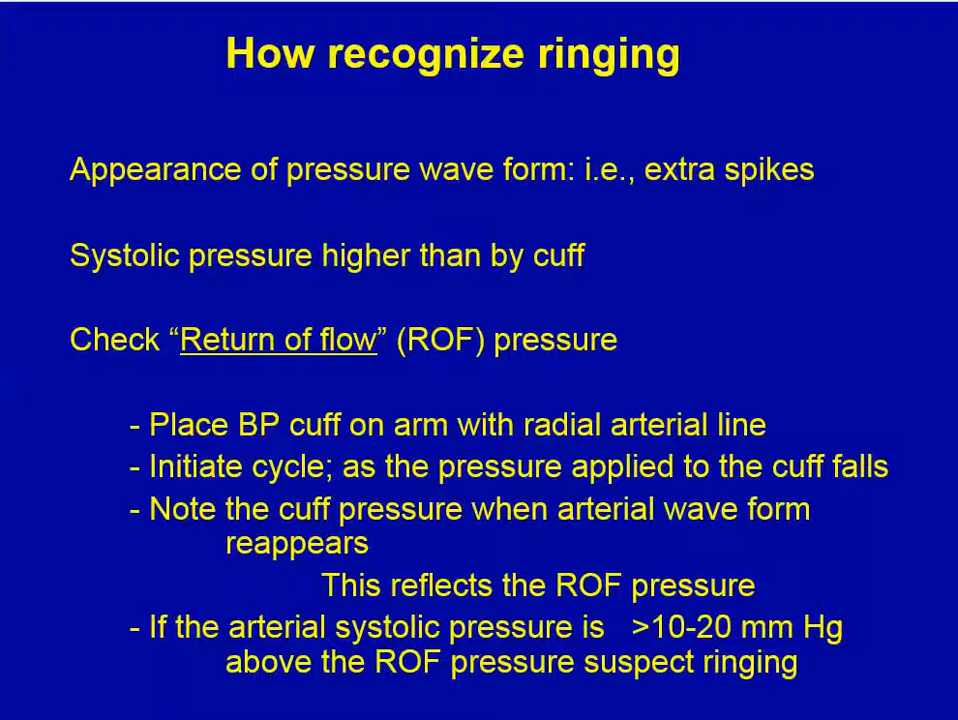 How recognize ringing
Appearance of pressure wave form: i.e., extra spikes
Systolic pressure higher than by cuff
Check “Return of flow” (ROF) pressure
- Place BP cuff on arm with radial arterial line
- Initiate cycle; as the pressure applied to the cuff falls
- Note the cuff pressure when arterial wave form
reappears
This reflects the ROF pressure
- If the arterial systolic pressure is >10-20 mm Hg
above the ROF pressure suspect ringing